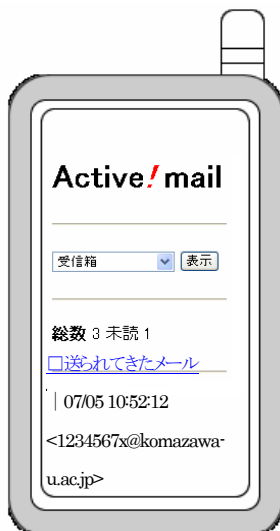 Active! mail
受信箱 表示
総数 3 未読 1
□送られてきたメール
| 07/05 10:52:12
<1234567x@komazawa-
u.ac.jp>